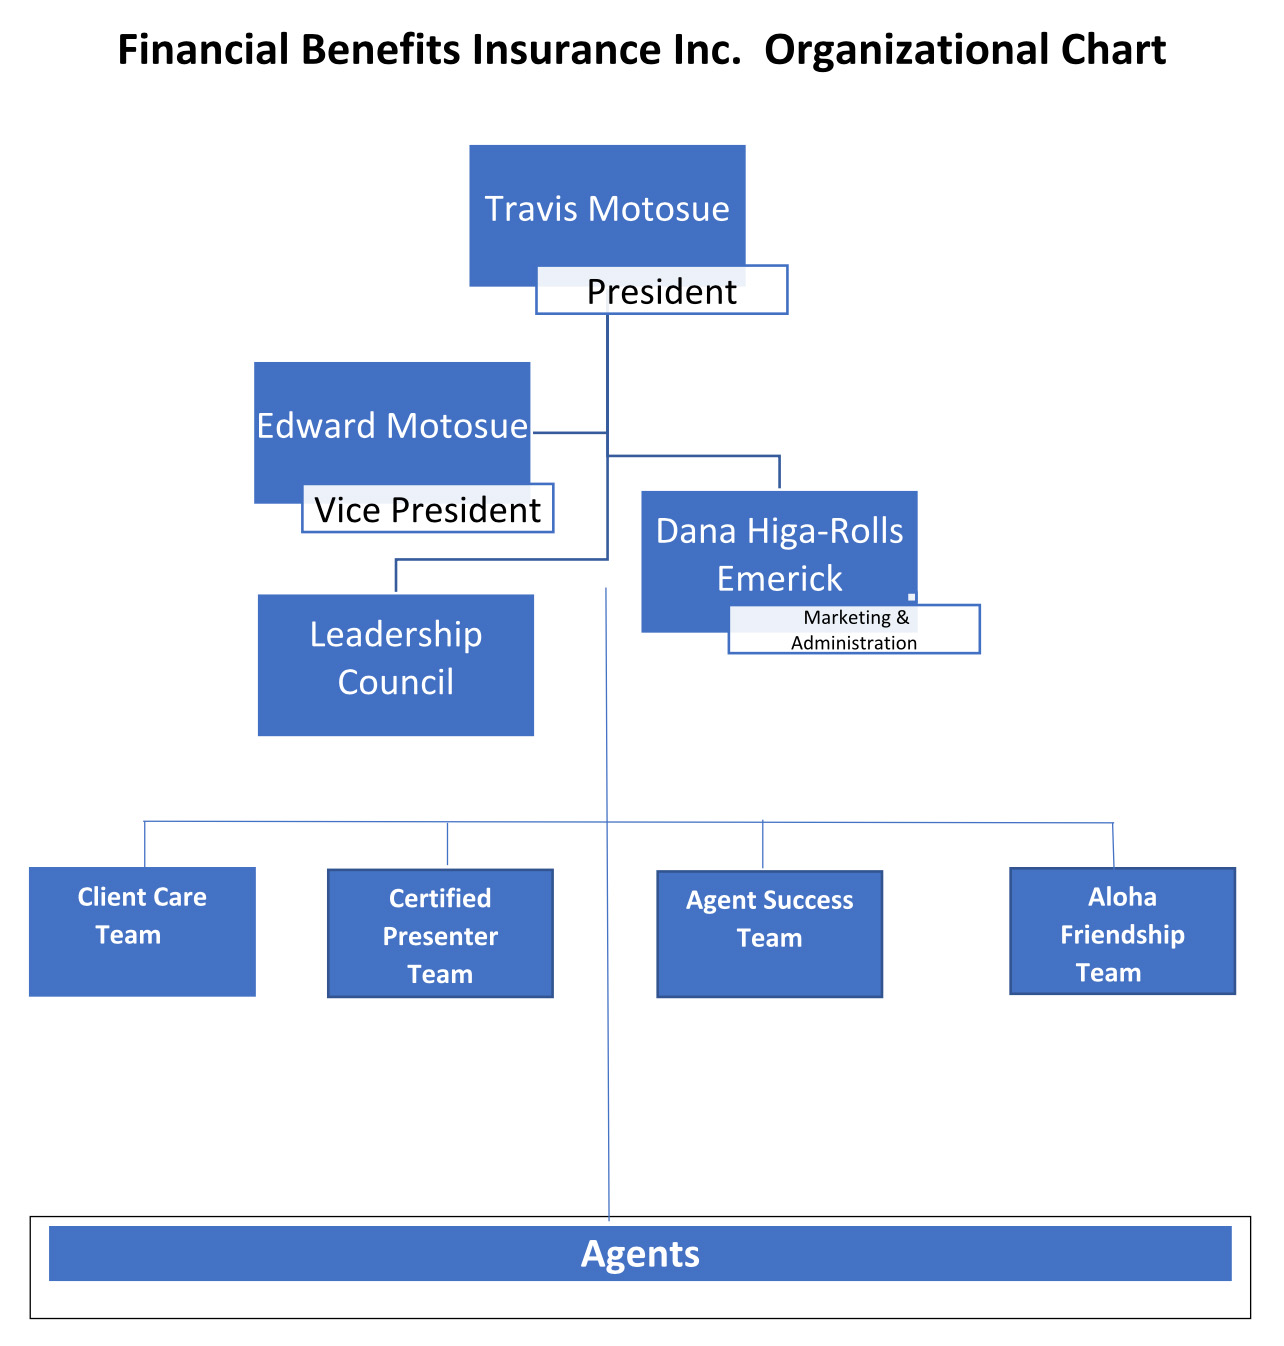 Financial Benefits Insurance Inc.  Organizational Chart
Travis Motosue
President
Edward Motosue
Vice President
Dana Higa-Rolls
Emerick
Marketing &
Administration
Leadership
Council
Client Care
Team
Certified
Presenter
Team
Agent Success
Team
Aloha
Friendship
Team
Agents